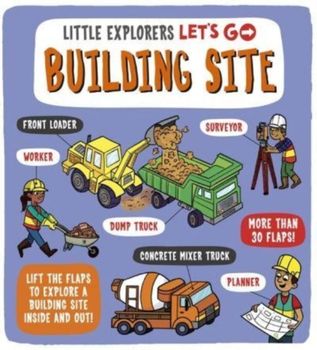 LITTLE EXPLORERS LET'S GO
BUILDING SITE
FRONT LOADER
SURVEYOR
WORKER
DUMP TRUCK
MORE THAN
30 FLAPS!
CONCRETE MIXER TRUCK
LIFT THE FLAPS
TO EXPLORE A
BUILDING SITE
INSIDE AND OUT!
PLANNER